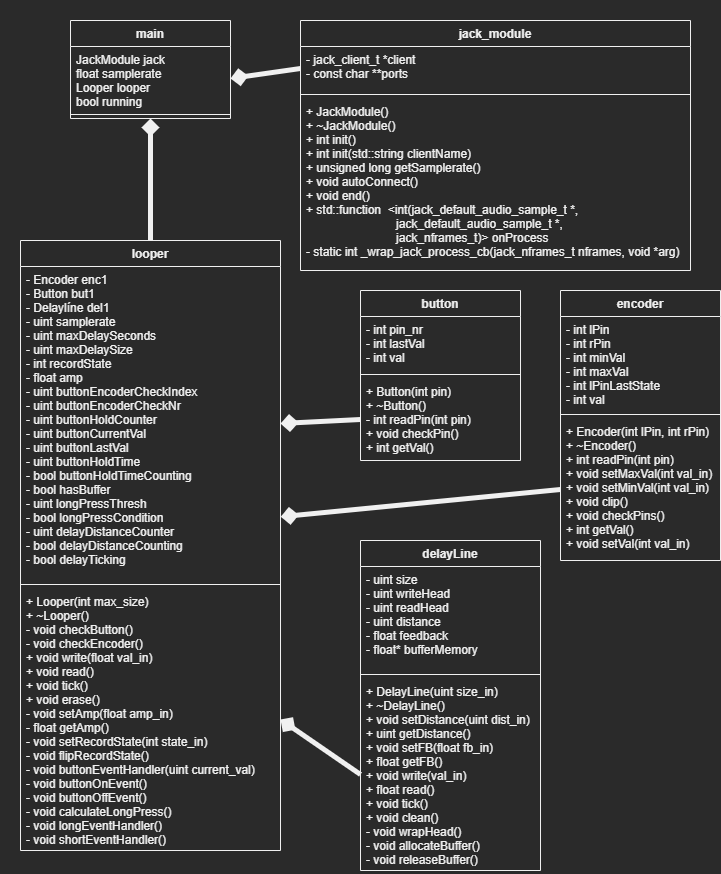 main
JackModule jack
float samplerate
Looper looper
bool running
jack_module
- jack_client_t *client
- const char **ports
+ JackModule()
+ ~JackModule()
+ int init()
+ int init(std::string clientName)
+ unsigned long getSamplerate()
+ void autoConnect()
+ void end()
+ std::function <int(jack_default_audio_sample_t *,
jack_default_audio_sample_t *,
jack_nframes_t)> onProcess
- static int _wrap_jack_process_cb(jack_nframes_t nframes, void *arg)
looper
- Encoder enc1
- Button but1
- Delayline del1
- uint samplerate
- uint maxDelaySeconds
- uint maxDelaySize
- int recordState
- float amp
- uint buttonEncoderCheckIndex
- uint buttonEncoderCheckNr
- uint buttonHoldCounter
- uint buttonCurrentVal
- uint buttonLastVal
- uint buttonHoldTime
- bool buttonHoldTimeCounting
- bool hasBuffer
- uint longPressThresh
- bool longPressCondition
- uint delayDistanceCounter
- bool delayDistanceCounting
- bool delayTicking
+ Looper(int max_size)
+ ~Looper()
- void checkButton()
- void checkEncoder()
+ void write(float val_in)
+ void read()
+ void tick()
+ void erase()
- void setAmp(float amp_in)
- float getAmp()
- void setRecordState(int state_in)
- void flipRecordState()
- void buttonEventHandler(uint current_val)
- void buttonOnEvent()
- void buttonOffEvent()
- void calculateLongPress()
- void longEventHandler()
- void shortEventHandler()
button
- int pin_nr
- int lastVal
- int val
+ Button(int pin)
+ ~Button()
- int readPin(int pin)
+ void checkPin()
+ int getVal()
encoder
- int lPin
- int rPin
- int minVal
- int maxVal
- int lPinLastState
- int val
+ Encoder(int lPin, int rPin)
+ ~Encoder()
+ int readPin(int pin)
+ void setMaxVal(int val_in)
+ void setMinVal(int val_in)
+ void clip()
+ void checkPins()
+ int getVal()
+ void setVal(int val_in)
delayLine
- uint size
- uint writeHead
- uint readHead
- uint distance
- float feedback
- float* bufferMemory
+ DelayLine(uint size_in)
+ ~DelayLine()
+ void setDistance(uint dist_in)
+ uint getDistance()
+ void setFB(float fb_in)
+ float getFB()
+ void write(val_in)
+ float read()
+ void tick()
+ void clean()
- void wrapHead()
- void allocateBuffer()
- void releaseBuffer()